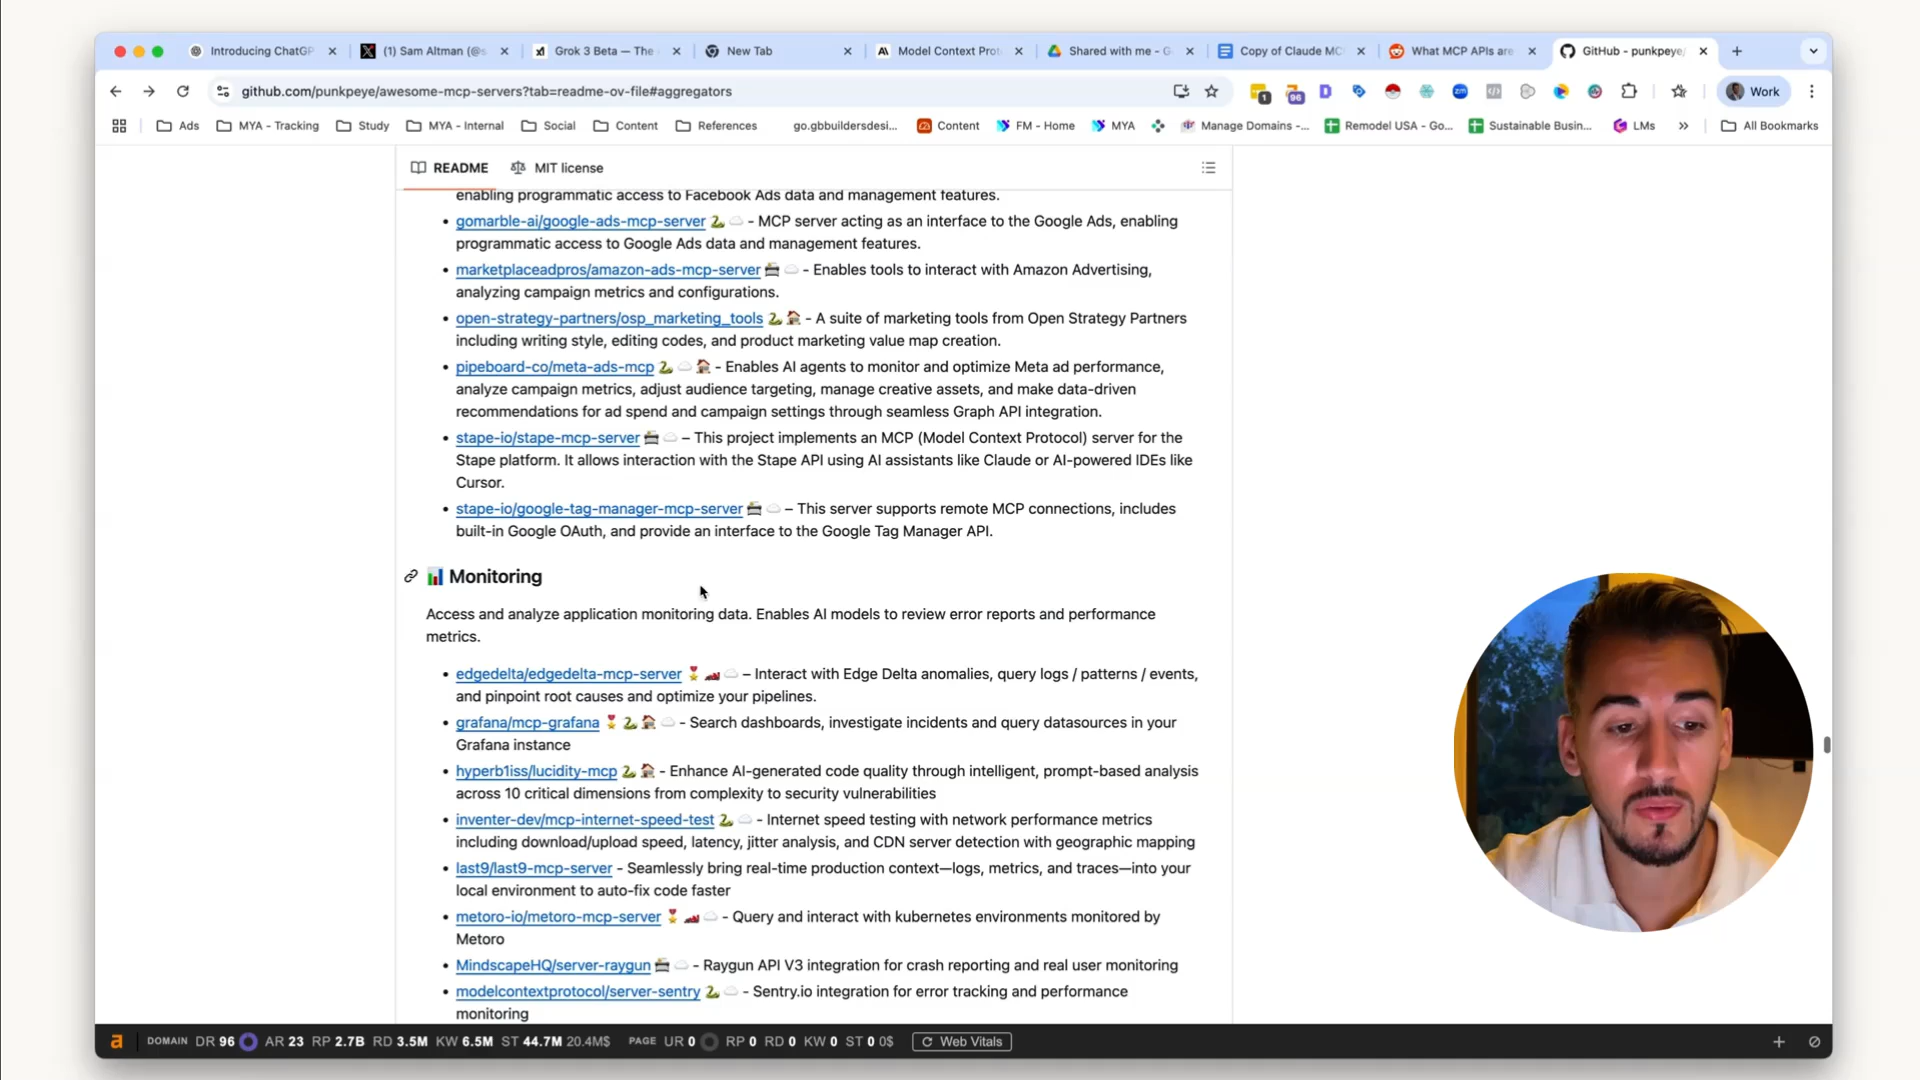 Introducing ChatGP
(1) Sam Altman (@s
Grok 3 Beta — The
New Tab
Model Context Prot
Shared with me - G
Copy of Claude MC
What MCP APIs are
GitHub - punkpeye/
github.com/punkpeye/awesome-mcp-servers?tab=readme-ov-file#aggregators
1
96
Work
Ads
MYA - Tracking
Study
MYA - Internal
Social
Content
References
go.gbbuildersdesi...
Content
FM - Home
MYA
Manage Domains -...
Remodel USA - Go...
Sustainable Busin...
LMs
All Bookmarks
README
MIT license
enabling programmatic access to Facebook Ads data and management features.
• gomarble-ai/google-ads-mcp-server 🐍 ☁️ - MCP server acting as an interface to the Google Ads, enabling
programmatic access to Google Ads data and management features.
• marketplaceadpros/amazon-ads-mcp-server 📇 ☁️ - Enables tools to interact with Amazon Advertising,
analyzing campaign metrics and configurations.
• open-strategy-partners/osp_marketing_tools 🐍 🏠 - A suite of marketing tools from Open Strategy Partners
including writing style, editing codes, and product marketing value map creation.
• pipeboard-co/meta-ads-mcp 🐍 ☁️ 🏠 - Enables AI agents to monitor and optimize Meta ad performance,
analyze campaign metrics, adjust audience targeting, manage creative assets, and make data-driven
recommendations for ad spend and campaign settings through seamless Graph API integration.
• stape-io/stape-mcp-server 📇 ☁️ – This project implements an MCP (Model Context Protocol) server for the
Stape platform. It allows interaction with the Stape API using AI assistants like Claude or AI-powered IDEs like
Cursor.
• stape-io/google-tag-manager-mcp-server 📇 ☁️ – This server supports remote MCP connections, includes
built-in Google OAuth, and provide an interface to the Google Tag Manager API.
📊 Monitoring
Access and analyze application monitoring data. Enables AI models to review error reports and performance
metrics.
• edgedelta/edgedelta-mcp-server 🎖️ 🏎️ ☁️ – Interact with Edge Delta anomalies, query logs / patterns / events,
and pinpoint root causes and optimize your pipelines.
• grafana/mcp-grafana 🎖️ 🐍 🏠 ☁️ - Search dashboards, investigate incidents and query datasources in your
Grafana instance
• hyperb1iss/lucidity-mcp 🐍 🏠 - Enhance AI-generated code quality through intelligent, prompt-based analysis
across 10 critical dimensions from complexity to security vulnerabilities
• inventer-dev/mcp-internet-speed-test 🐍 ☁️ - Internet speed testing with network performance metrics
including download/upload speed, latency, jitter analysis, and CDN server detection with geographic mapping
• last9/last9-mcp-server - Seamlessly bring real-time production context—logs, metrics, and traces—into your
local environment to auto-fix code faster
• metoro-io/metoro-mcp-server 🎖️ 🏎️ ☁️ - Query and interact with kubernetes environments monitored by
Metoro
• MindscapeHQ/server-raygun 📇 ☁️ - Raygun API V3 integration for crash reporting and real user monitoring
• modelcontextprotocol/server-sentry 🐍 ☁️ - Sentry.io integration for error tracking and performance
monitoring
a DOMAIN DR 96 AR 23 RP 2.7B RD 3.5M KW 6.5M ST 44.7M 20.4M$ PAGE UR 0 RP 0 RD 0 KW 0 ST 0 0$ Web Vitals